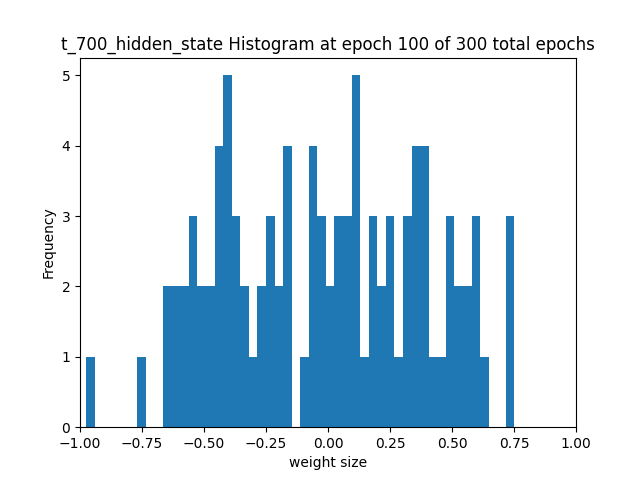 t_700_hidden_state Histogram at epoch 100 of 300 total epochs
5
4
3
2
1
0
Frequency
−1.00 −0.75 −0.50 −0.25 0.00 0.25 0.50 0.75 1.00
weight size